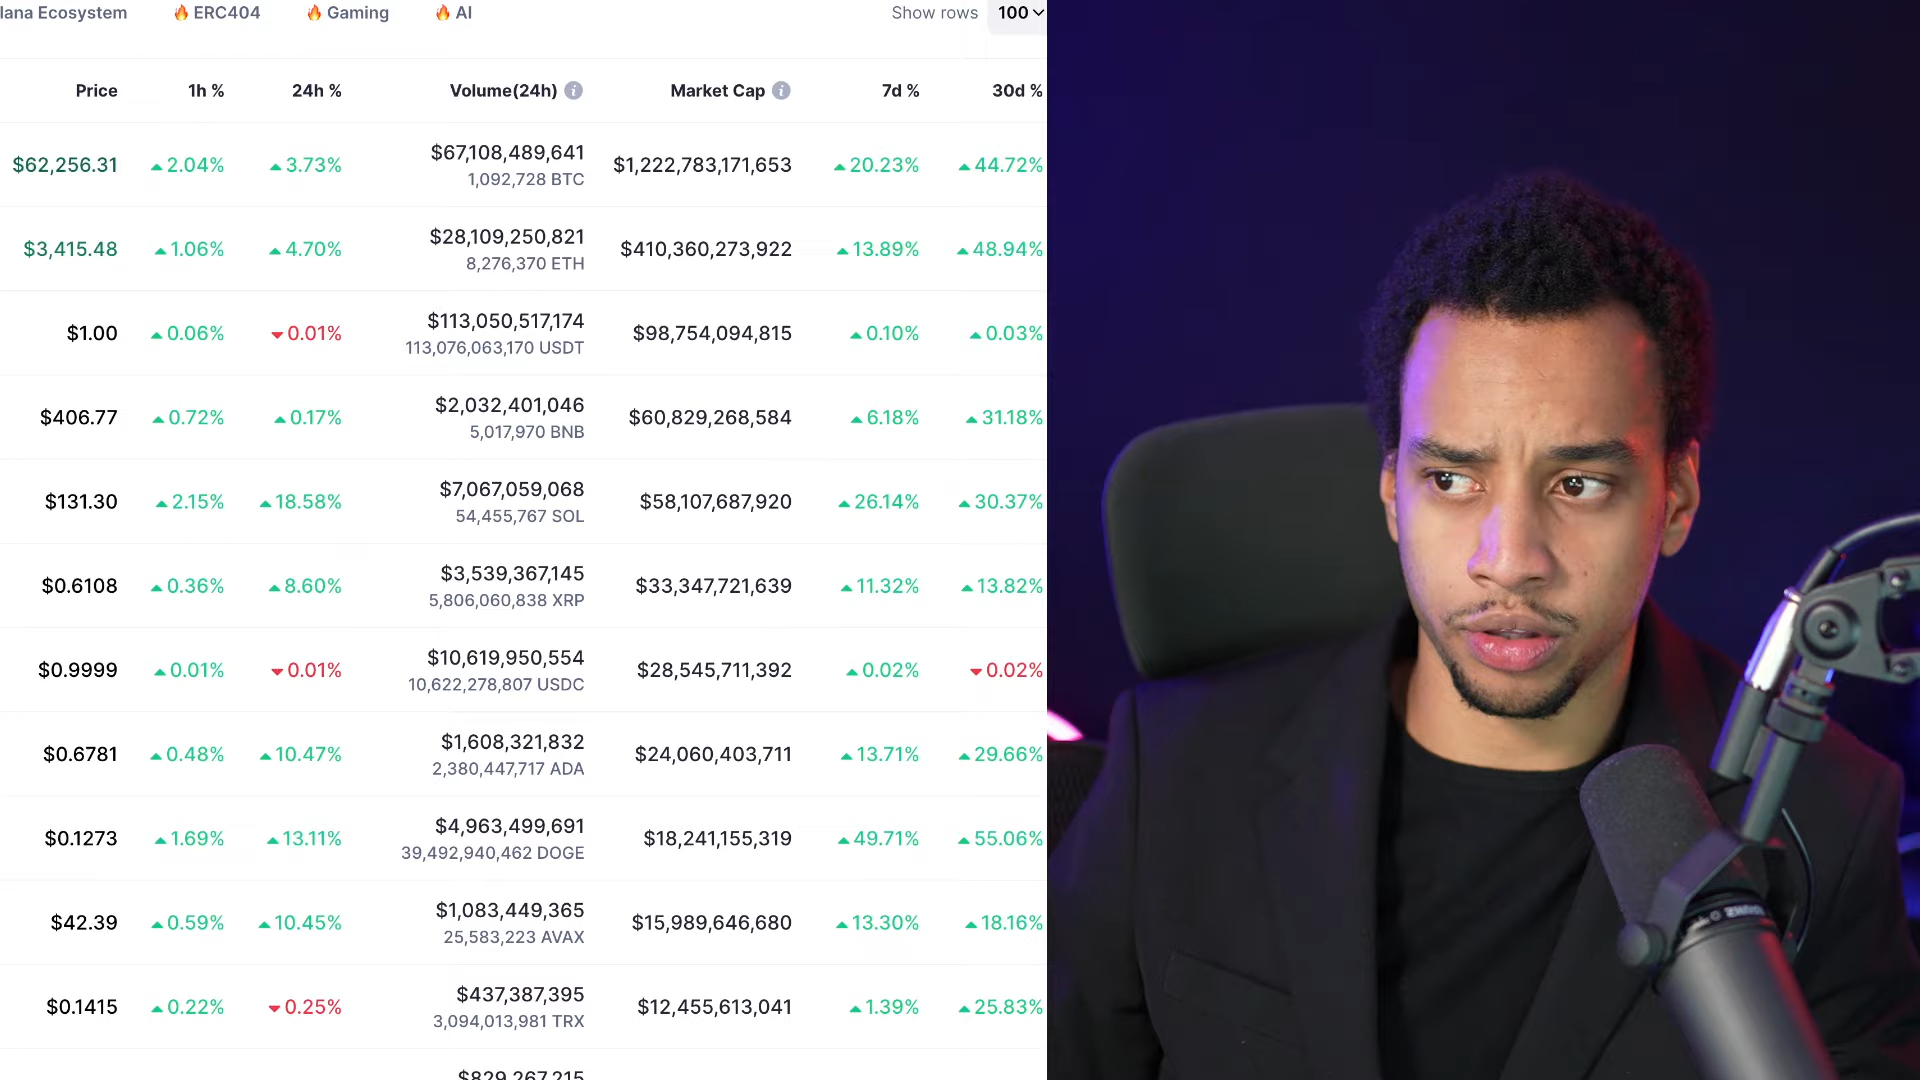 lana Ecosystem 🔥 ERC404 🔥 Gaming 🔥 AI Show rows 100
Price 1h % 24h % Volume(24h) Market Cap 7d % 30d %
$62,256.31 ▲2.04% ▲3.73% $67,108,489,641 $1,222,783,171,653 ▲20.23% ▲44.72%
1,092,728 BTC
$3,415.48 ▲1.06% ▲4.70% $28,109,250,821 $410,360,273,922 ▲13.89% ▲48.94%
8,276,370 ETH
$1.00 ▲0.06% ▼0.01% $113,050,517,174 $98,754,094,815 ▲0.10% ▲0.03%
113,076,063,170 USDT
$406.77 ▲0.72% ▲0.17% $2,032,401,046 $60,829,268,584 ▲6.18% ▲31.18%
5,017,970 BNB
$131.30 ▲2.15% ▲18.58% $7,067,059,068 $58,107,687,920 ▲26.14% ▲30.37%
54,455,767 SOL
$0.6108 ▲0.36% ▲8.60% $3,539,367,145 $33,347,721,639 ▲11.32% ▲13.82%
5,806,060,838 XRP
$0.9999 ▲0.01% ▼0.01% $10,619,950,554 $28,545,711,392 ▲0.02% ▼0.02%
10,622,278,807 USDC
$0.6781 ▲0.48% ▲10.47% $1,608,321,832 $24,060,403,711 ▲13.71% ▲29.66%
2,380,447,717 ADA
$0.1273 ▲1.69% ▲13.11% $4,963,499,691 $18,241,155,319 ▲49.71% ▲55.06%
39,492,940,462 DOGE
$42.39 ▲0.59% ▲10.45% $1,083,449,365 $15,989,646,680 ▲13.30% ▲18.16%
25,583,223 AVAX
$0.1415 ▲0.22% ▼0.25% $437,387,395 $12,455,613,041 ▲1.39% ▲25.83%
3,094,013,981 TRX
$829,267,215